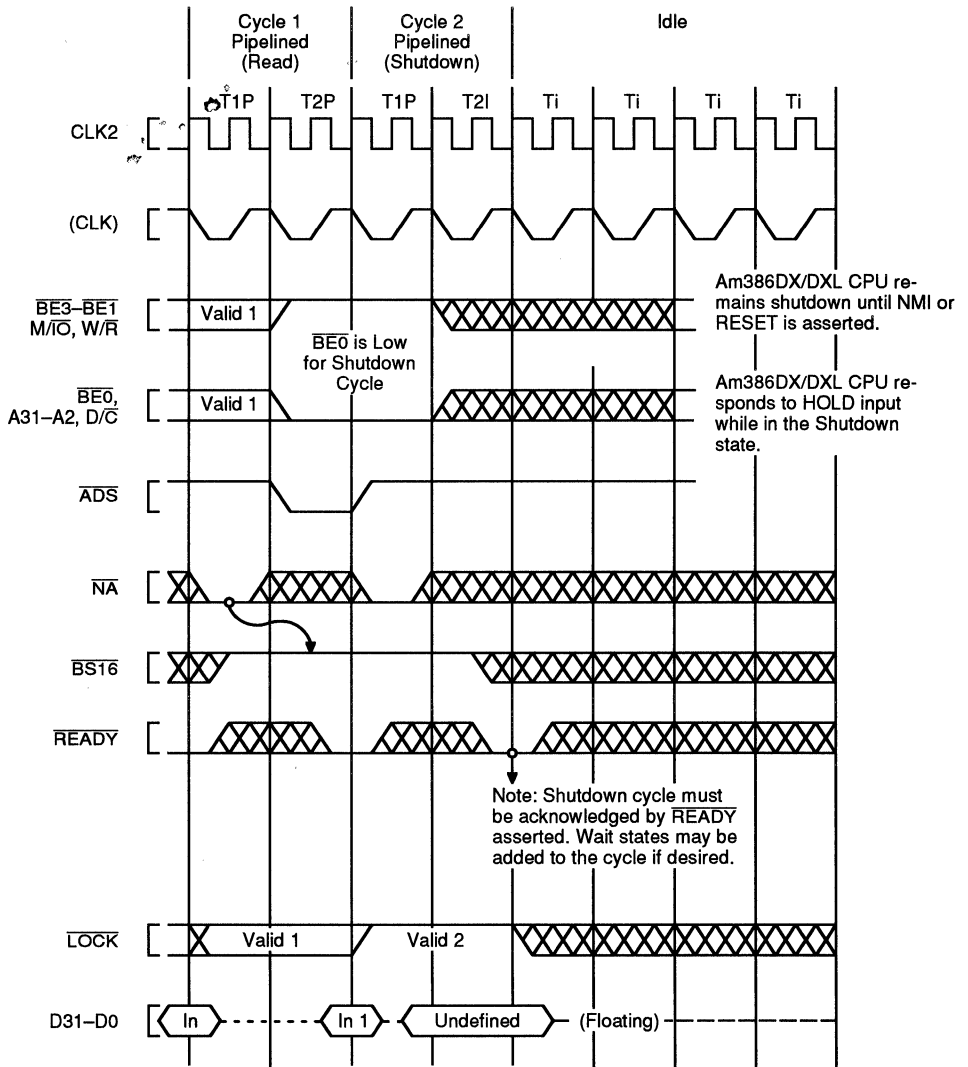 Cycle 1
Pipelined
(Read)
Cycle 2
Pipelined
(Shutdown)
Idle
T1P
T2P
T1P
T2I
Ti
Ti
Ti
Ti
CLK2
(CLK)
BE3–BE1
M/IO, W/R
Valid 1
Am386DX/DXL CPU re-
mains shutdown until NMI or
RESET is asserted.
BE0 is Low
for Shutdown
Cycle
BE0,
A31–A2, D/C
Valid 1
Am386DX/DXL CPU re-
sponds to HOLD input
while in the Shutdown
state.
ADS
NA
BS16
READY
Note: Shutdown cycle must
be acknowledged by READY
asserted. Wait states may be
added to the cycle if desired.
LOCK
Valid 1
Valid 2
D31–D0
In
In 1
Undefined
(Floating)